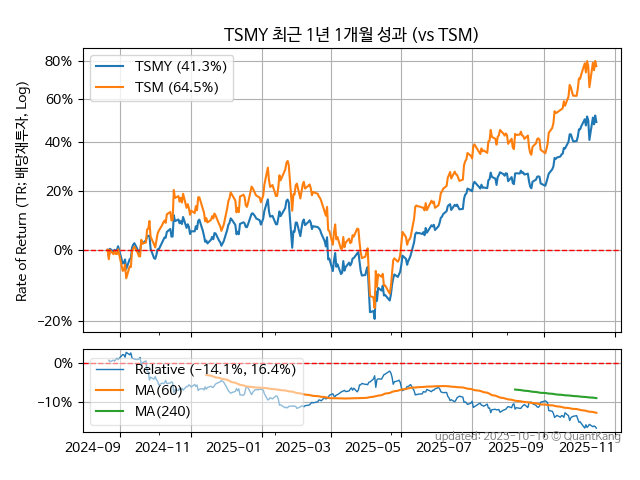 TSMY 최근 1년 1개월 성과 (vs TSM)
Rate of Return (TR: 배당재투자, Log)
80%
60%
40%
20%
0%
−20%
TSMY (41.3%)
TSM (64.5%)
0%
−10%
Relative (−14.1%, 16.4%)
MA(60)
MA(240)
updated: 2025-10-16 © QuantKang
2024-09 2024-11 2025-01 2025-03 2025-05 2025-07 2025-09 2025-11